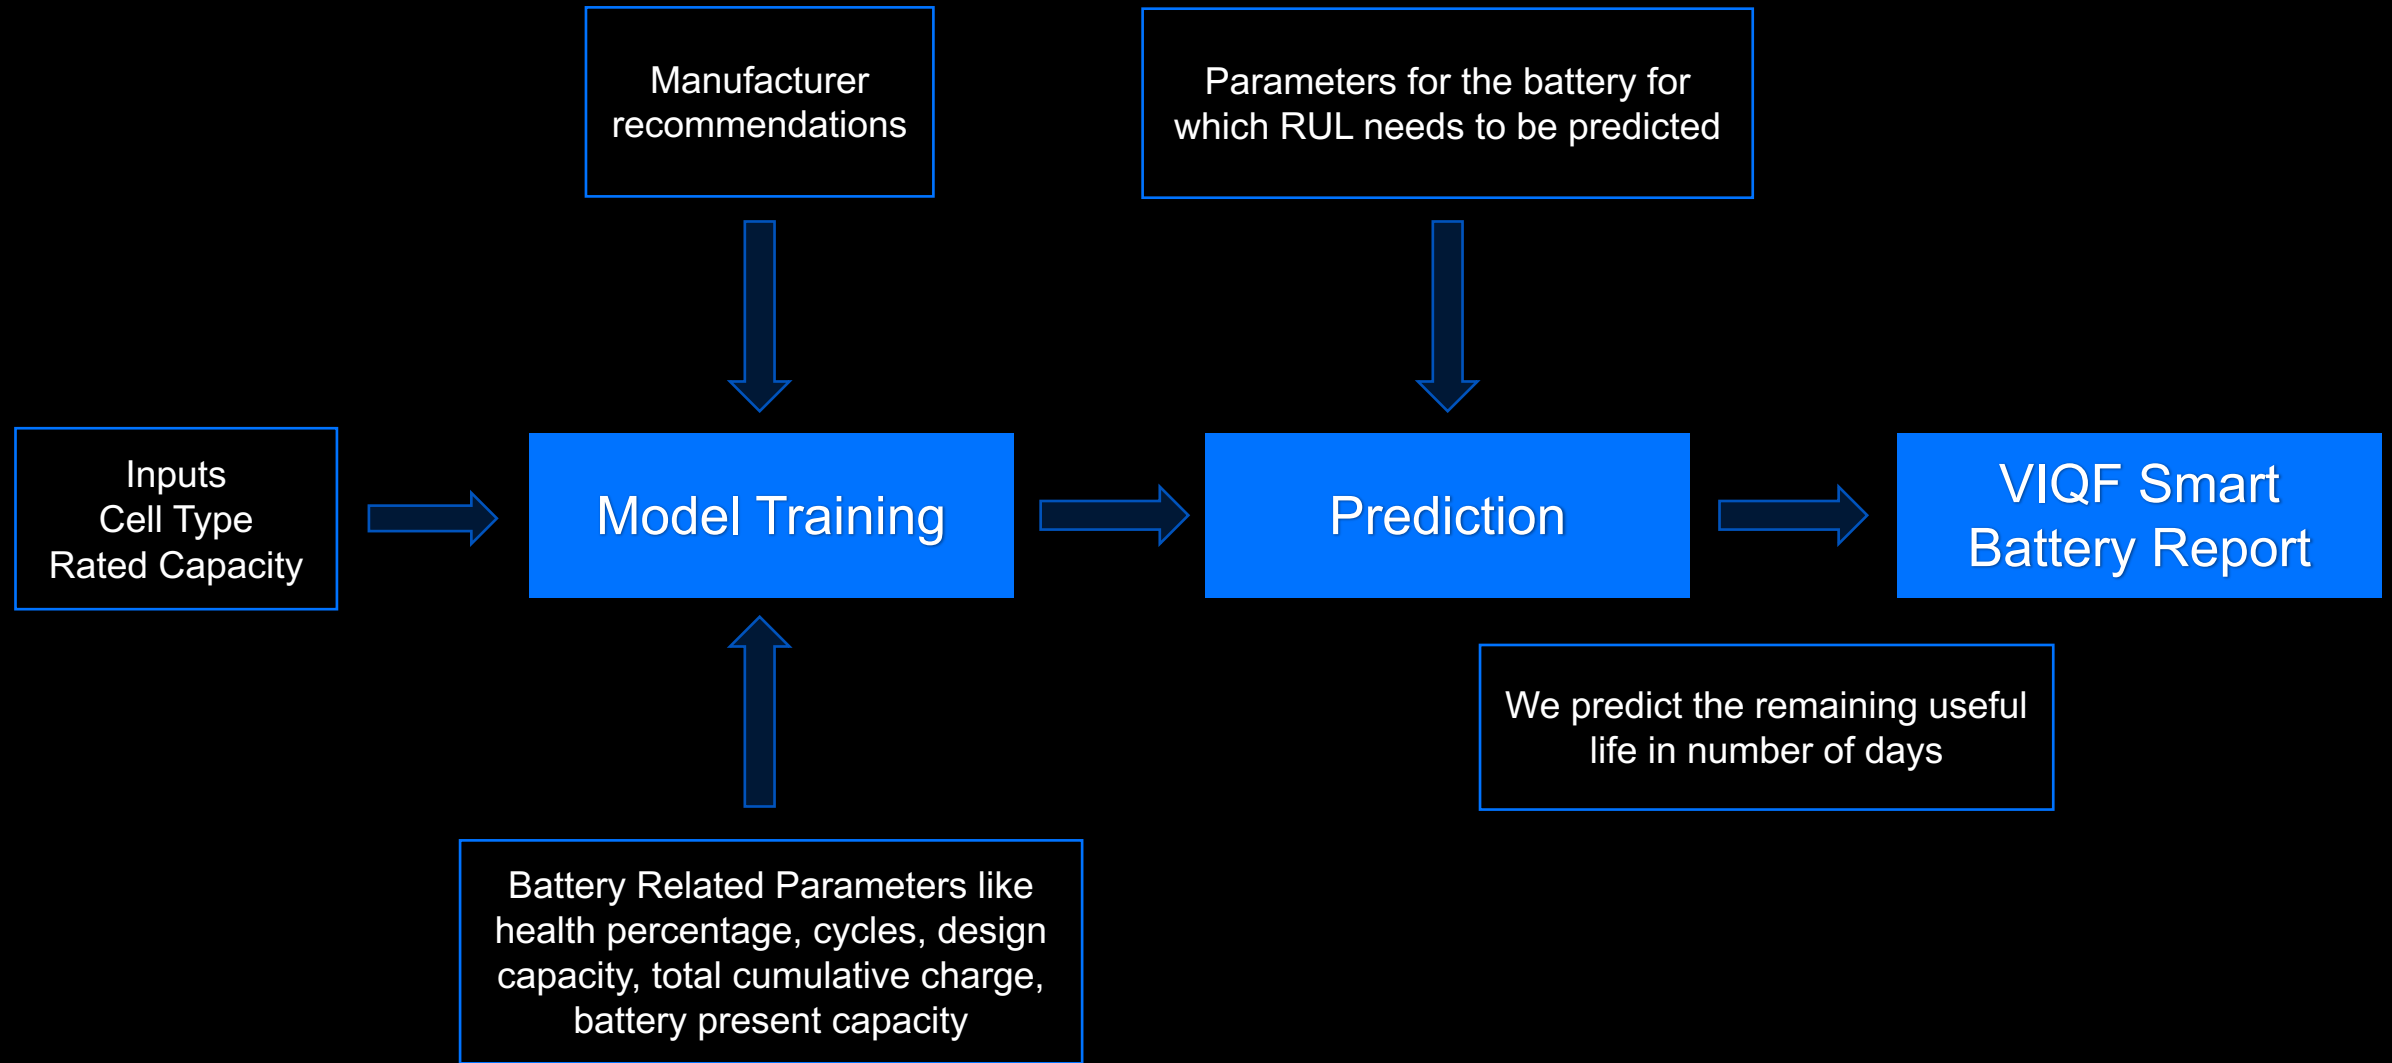 Manufacturer
recommendations
Parameters for the battery for
which RUL needs to be predicted
Inputs
Cell Type
Rated Capacity
Model Training
Prediction
VIQF Smart
Battery Report
We predict the remaining useful
life in number of days
Battery Related Parameters like
health percentage, cycles, design
capacity, total cumulative charge,
battery present capacity